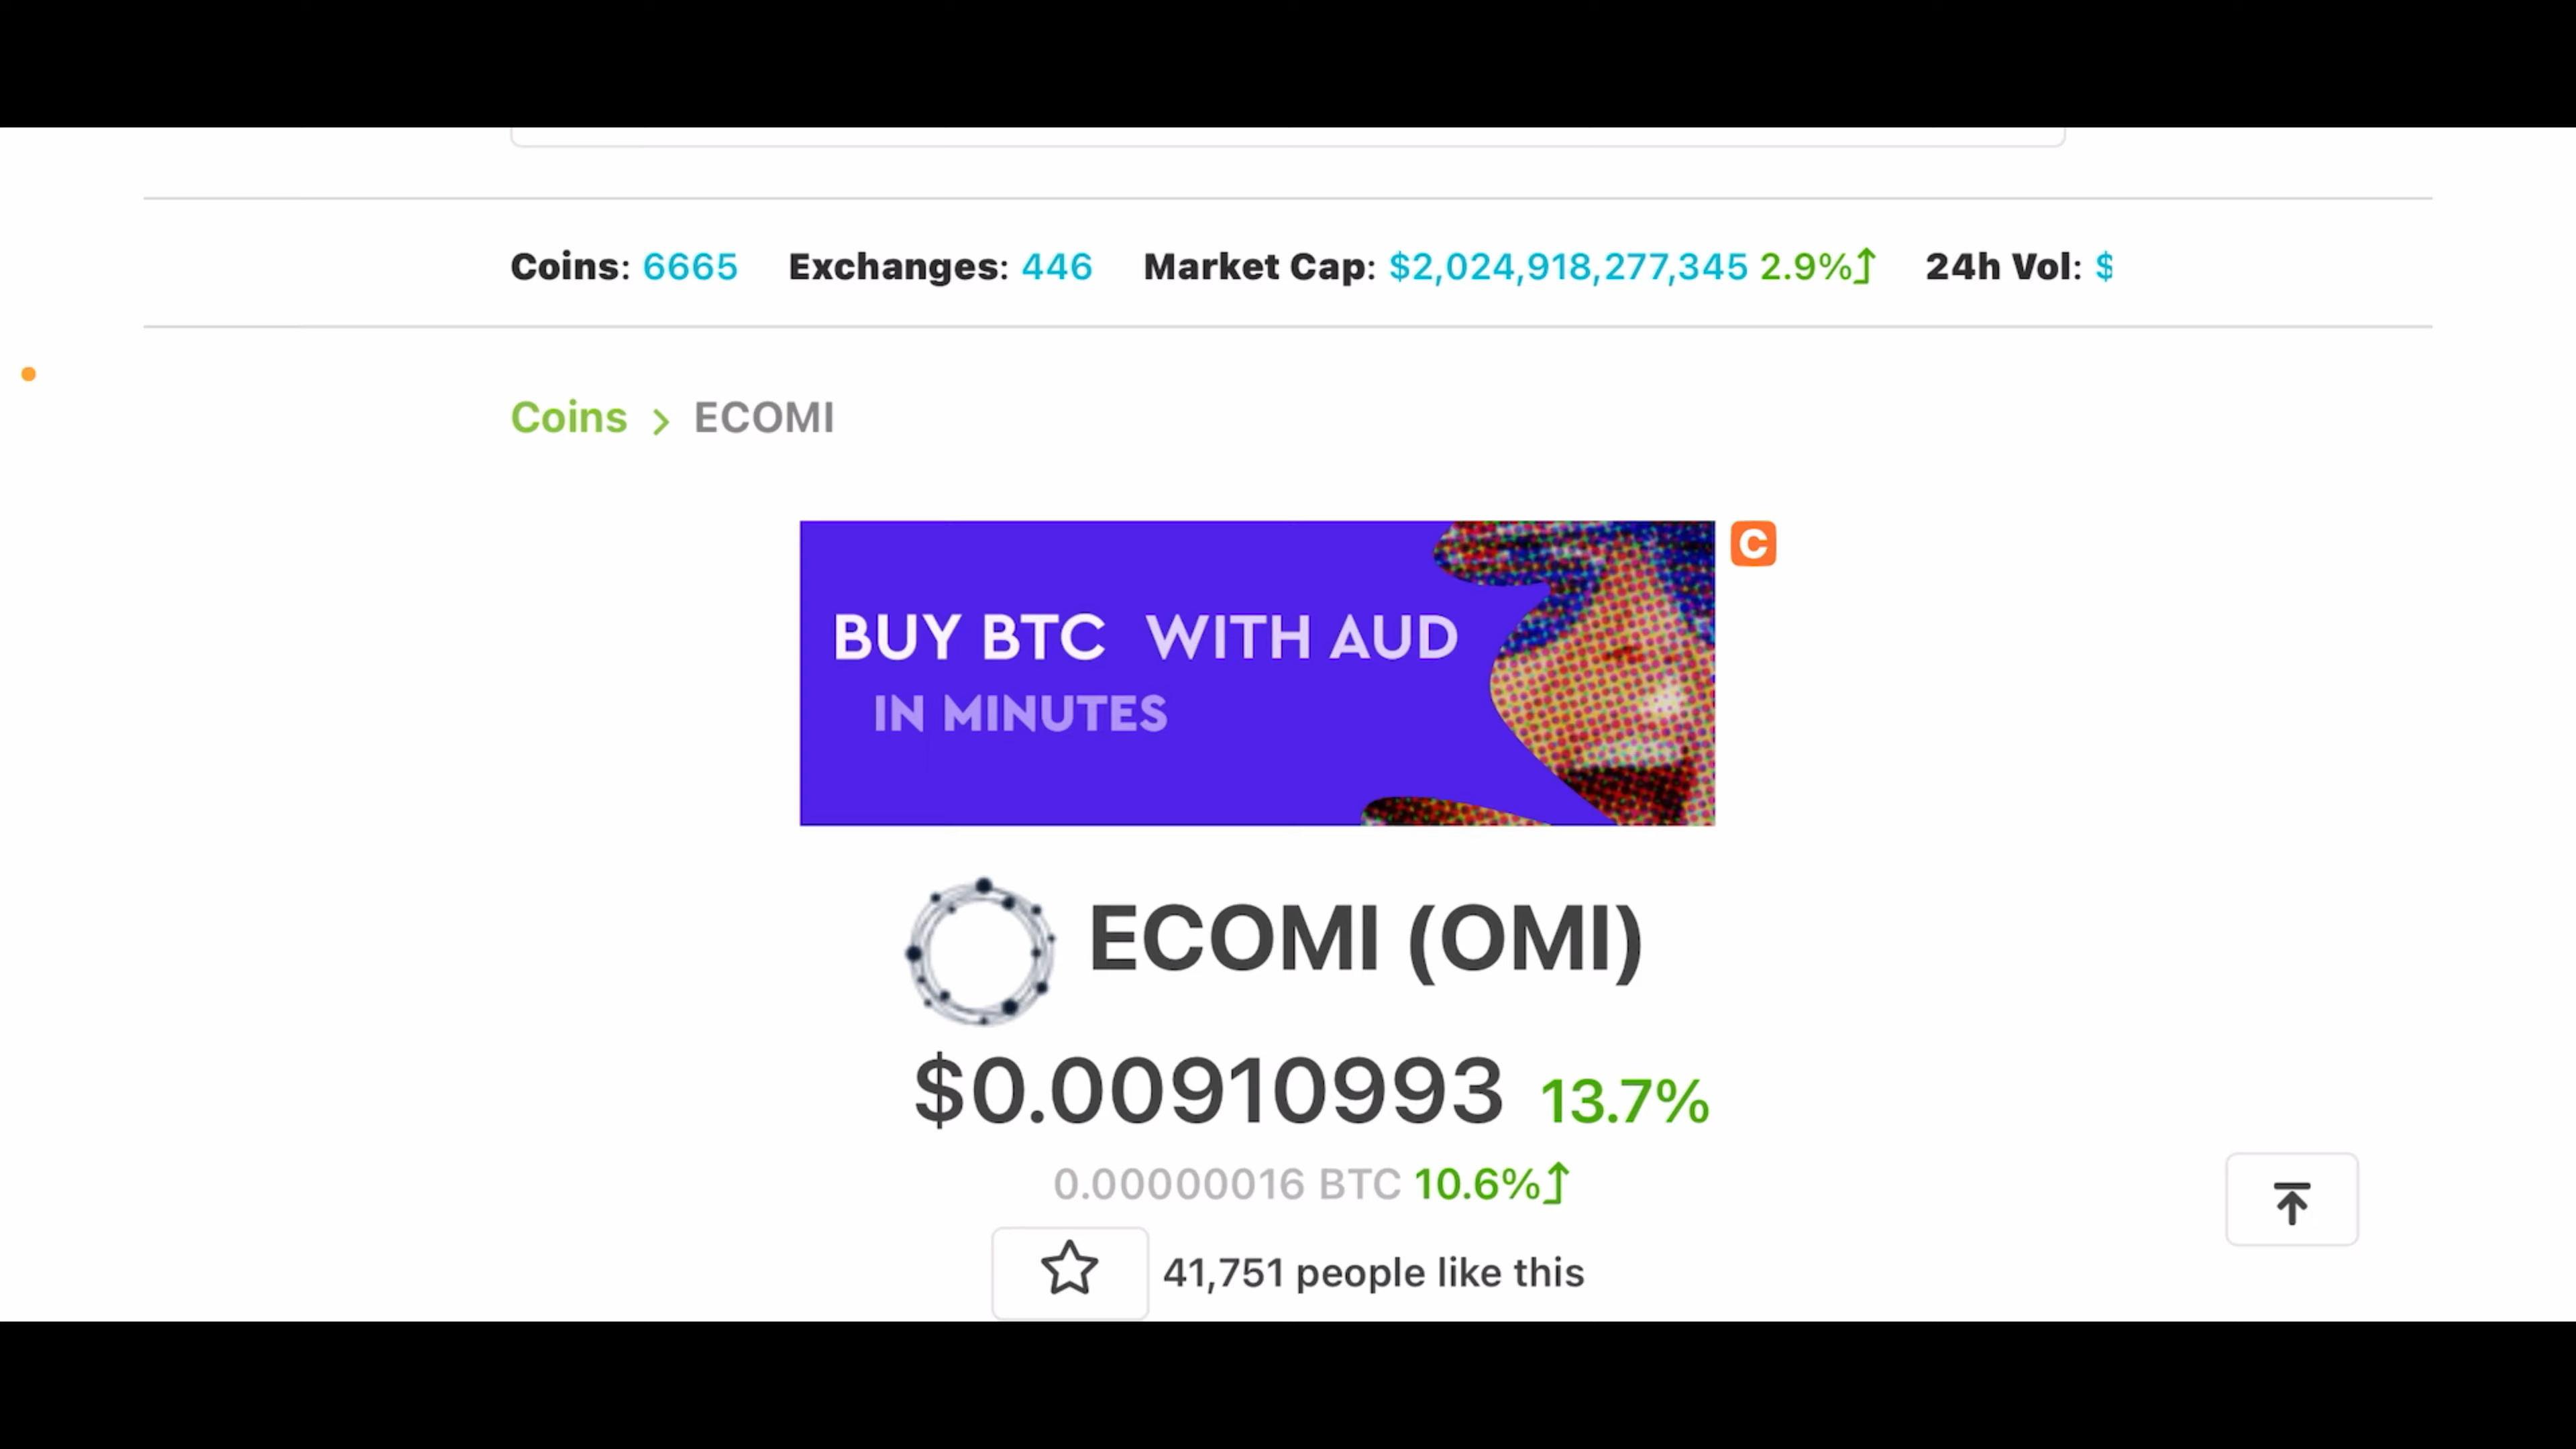 Coins: 6665 Exchanges: 446 Market Cap: $2,024,918,277,345 2.9% 24h Vol: $
Coins > ECOMI
BUY BTC WITH AUD
IN MINUTES
C
ECOMI (OMI)
$0.00910993 13.7%
0.00000016 BTC 10.6%
41,751 people like this